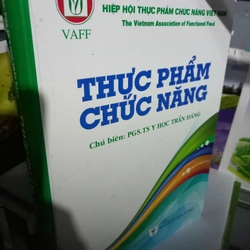 HIỆP HỘI THỰC PHẨM CHỨC NĂNG VIỆT NAM
The Vietnam Association of Functional Food
VAFF
THỰC PHẨM
CHỨC NĂNG
Chủ biên: PGS.TS Y HỌC TRẦN ĐÁNG